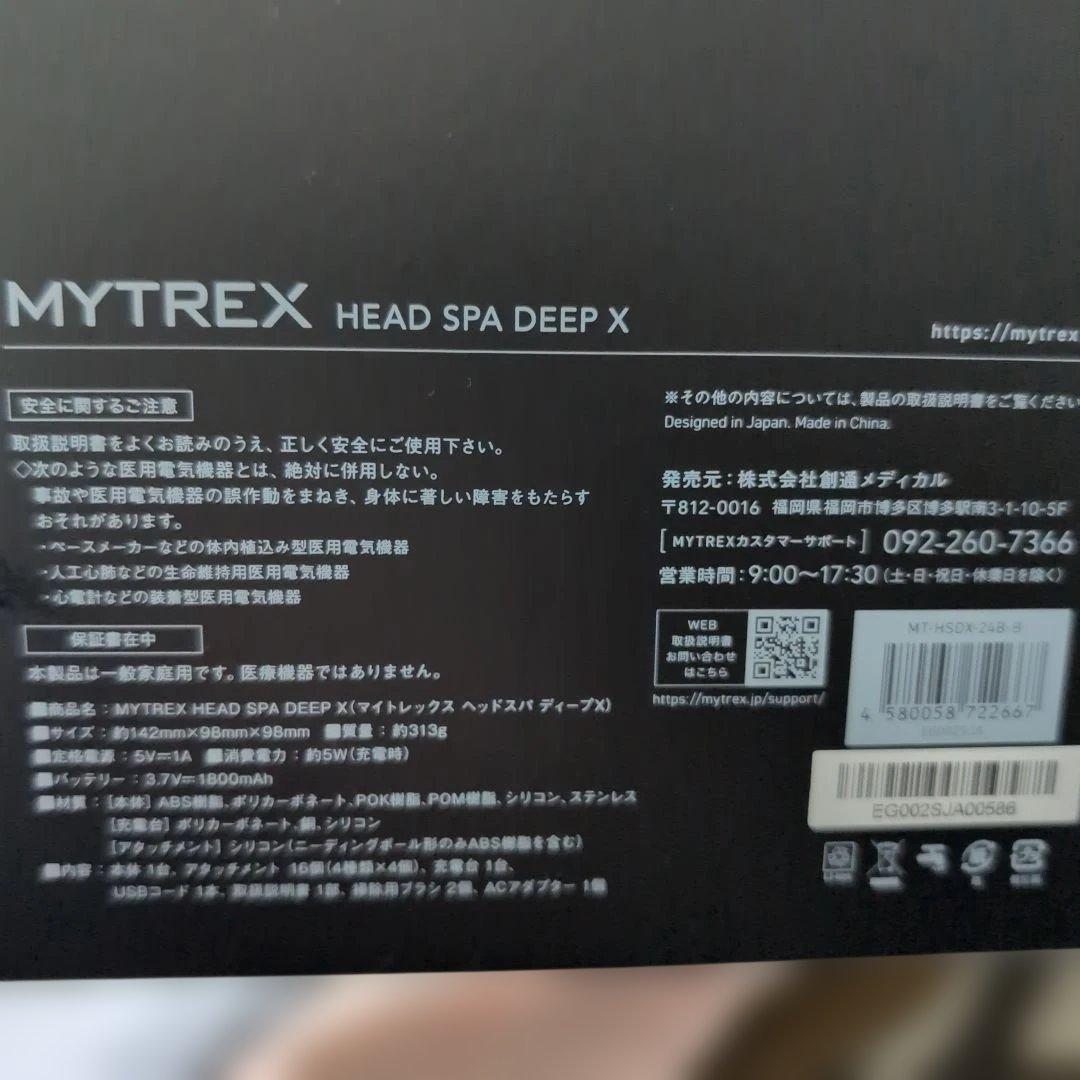 MYTREX HEAD SPA DEEP X
https://mytrex
安全に関するご注意
取扱説明書をよくお読みのうえ、正しく安全にご使用下さい。
◇次のような医用電気機器とは、絶対に併用しない。
事故や医用電気機器の誤作動をまねき、身体に著しい障害をもたらす
おそれがあります。
・ペースメーカーなどの体内植込み型医用電気機器
・人工心肺などの生命維持用医用電気機器
・心電計などの装着型医用電気機器
保証書在中
本製品は一般家庭用です。医療機器ではありません。
■商品名：MYTREX HEAD SPA DEEP X(マイトレックス ヘッドスパ ディープX)
■サイズ：約142mm×98mm×98mm ■質量：約313g
■定格電源：5V⎓1A ■消費電力：約5W(充電時)
■バッテリー：3.7V⎓1800mAh
■材質：[本体] ABS樹脂、ポリカーボネート、POK樹脂、POM樹脂、シリコン、ステンレス
[充電台] ポリカーボネート、銅、シリコン
[アタッチメント] シリコン(ニーディングボール形のみABS樹脂を含む)
■内容：本体 1台、アタッチメント 16個(4種類×4個)、充電台 1台、
USBコード 1本、取扱説明書 1部、掃除用ブラシ 2個、ACアダプター 1個
※その他の内容については、製品の取扱説明書をご覧ください
Designed in Japan. Made in China.
発売元：株式会社創通メディカル
〒812-0016 福岡県福岡市博多区博多駅南3-1-10-5F
[MYTREXカスタマーサポート] 092-260-7366
営業時間：9:00～17:30(土・日・祝日・休業日を除く)
WEB
取扱説明書
お問い合わせ
はこちら
https://mytrex.jp/support/
MT-HSDX-24B-B
4 580058 722667
EG002SJA00586